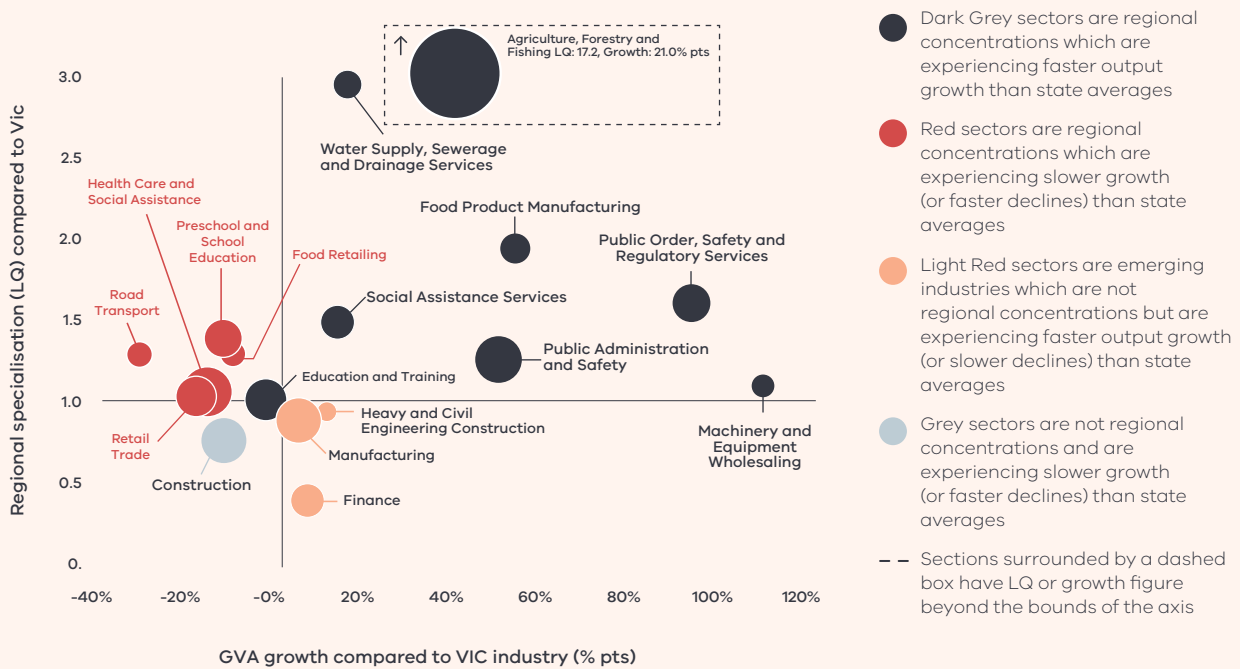 Agriculture, Forestry and
Fishing LQ: 17.2, Growth: 21.0% pts
Water Supply, Sewerage
and Drainage Services
Food Product Manufacturing
Public Order, Safety and
Regulatory Services
Health Care and
Social Assistance
Preschool and
School
Education
Food Retailing
Road
Transport
Social Assistance Services
Public Administration
and Safety
Education and Training
Heavy and Civil
Engineering Construction
Manufacturing
Retail
Trade
Construction
Finance
Machinery and
Equipment
Wholesaling
Regional specialisation (LQ) compared to Vic
3.0
2.5
2.0
1.5
1.0
0.5
0.
-40%
-20%
-0%
20%
40%
60%
80%
100%
120%
GVA growth compared to VIC industry (% pts)
Dark Grey sectors are regional
concentrations which are
experiencing faster output
growth than state averages
Red sectors are regional
concentrations which are
experiencing slower growth
(or faster declines) than state
averages
Light Red sectors are emerging
industries which are not
regional concentrations but are
experiencing faster output growth
(or slower declines) than state
averages
Grey sectors are not regional
concentrations and are
experiencing slower growth
(or faster declines) than state
averages
Sections surrounded by a dashed
box have LQ or growth figure
beyond the bounds of the axis